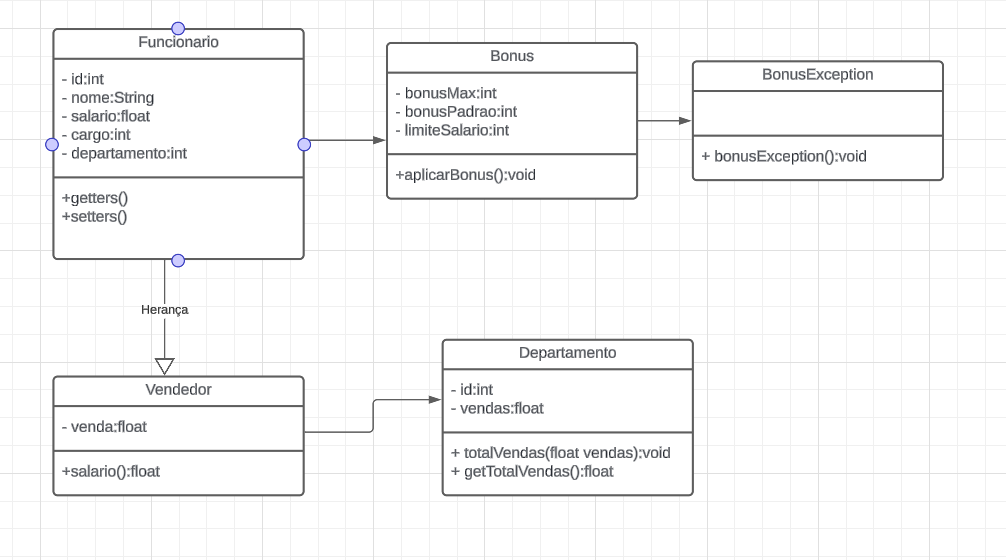 Funcionario
- id:int
- nome:String
- salario:float
- cargo:int
- departamento:int
+getters()
+setters()
Bonus
- bonusMax:int
- bonusPadrao:int
- limiteSalario:int
+aplicarBonus():void
BonusException
+ bonusException():void
Herança
Vendedor
- venda:float
+salario():float
Departamento
- id:int
- vendas:float
+ totalVendas(float vendas):void
+ getTotalVendas():float